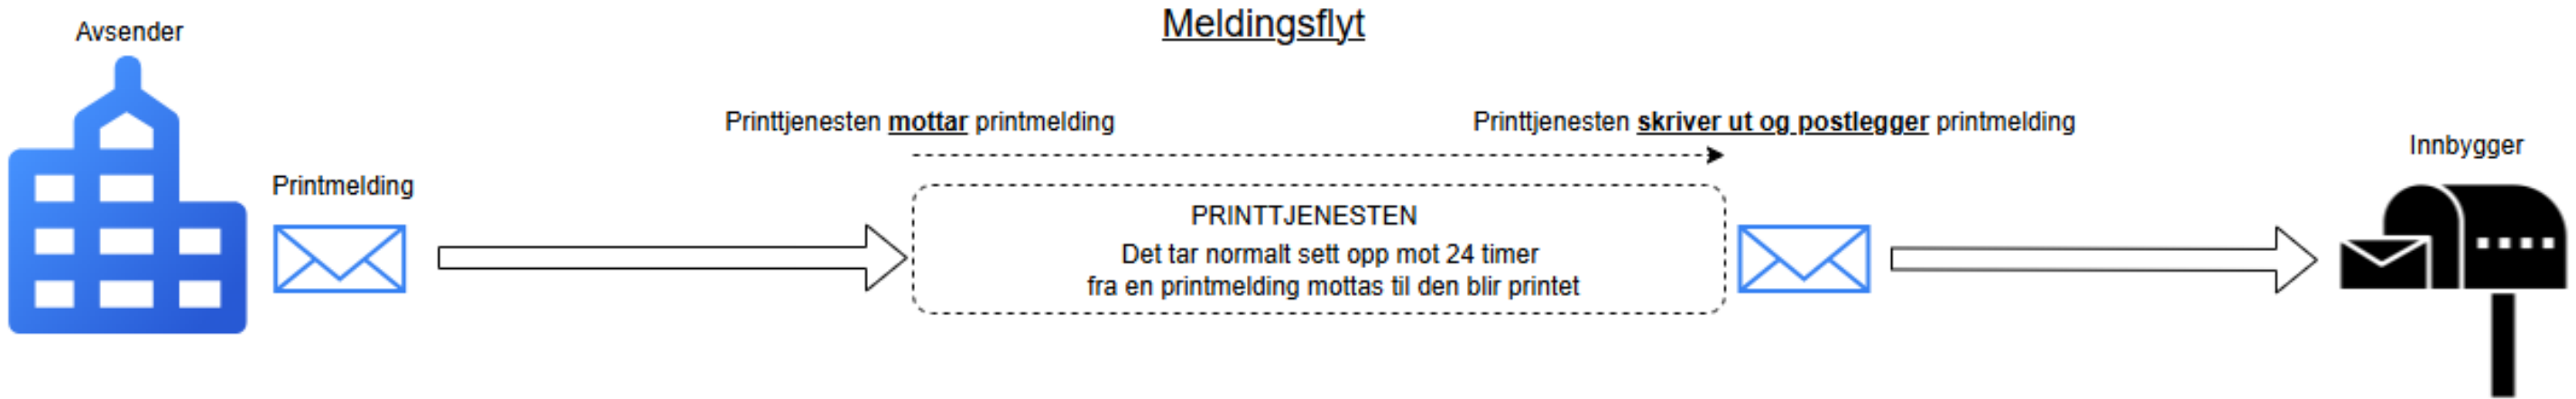 Meldingsflyt
Avsender
Printtjenesten mottar printmelding
Printtjenesten skriver ut og postlegger printmelding
Innbygger
Printmelding
PRINTTJENESTEN
Det tar normalt sett opp mot 24 timer
fra en printmelding mottas til den blir printet